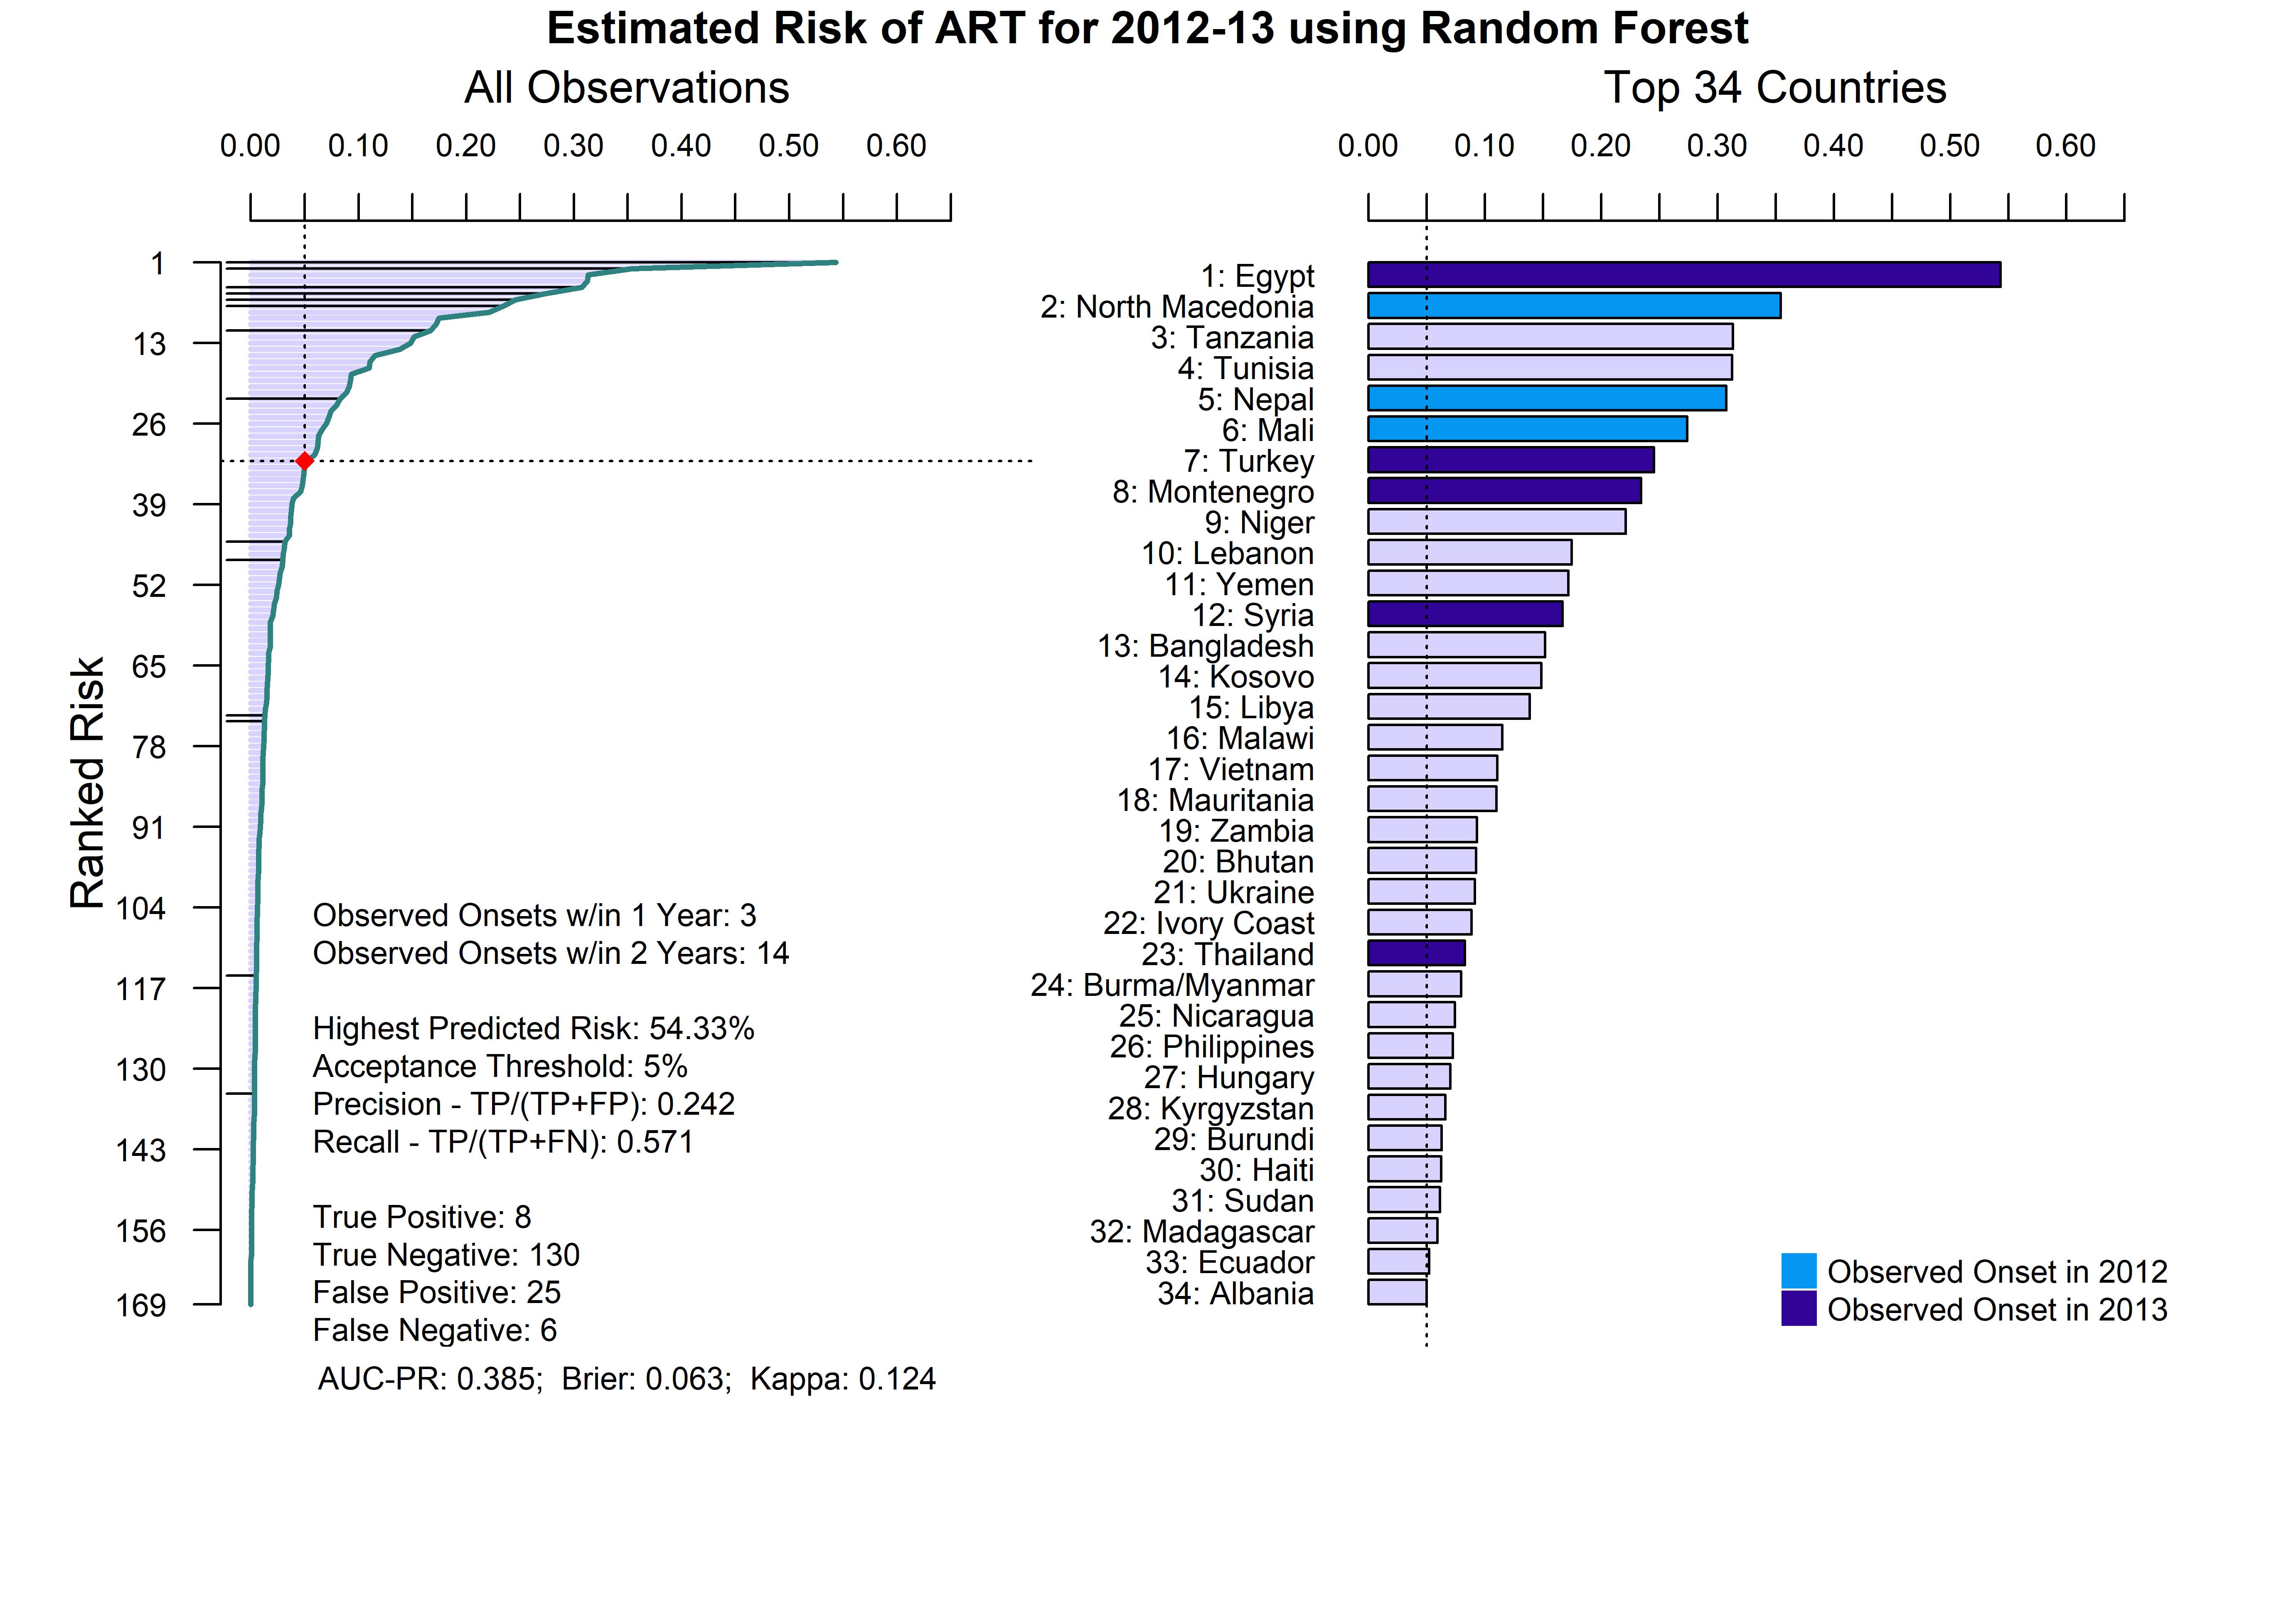 Estimated Risk of ART for 2012-13 using Random Forest
All Observations
0.00 0.10 0.20 0.30 0.40 0.50 0.60
Ranked Risk
1
13
26
39
52
65
78
91
104
117
130
143
156
169
Observed Onsets w/in 1 Year: 3
Observed Onsets w/in 2 Years: 14
Highest Predicted Risk: 54.33%
Acceptance Threshold: 5%
Precision - TP/(TP+FP): 0.242
Recall - TP/(TP+FN): 0.571
True Positive: 8
True Negative: 130
False Positive: 25
False Negative: 6
AUC-PR: 0.385; Brier: 0.063; Kappa: 0.124
Top 34 Countries
0.00 0.10 0.20 0.30 0.40 0.50 0.60
1: Egypt
2: North Macedonia
3: Tanzania
4: Tunisia
5: Nepal
6: Mali
7: Turkey
8: Montenegro
9: Niger
10: Lebanon
11: Yemen
12: Syria
13: Bangladesh
14: Kosovo
15: Libya
16: Malawi
17: Vietnam
18: Mauritania
19: Zambia
20: Bhutan
21: Ukraine
22: Ivory Coast
23: Thailand
24: Burma/Myanmar
25: Nicaragua
26: Philippines
27: Hungary
28: Kyrgyzstan
29: Burundi
30: Haiti
31: Sudan
32: Madagascar
33: Ecuador
34: Albania
Observed Onset in 2012
Observed Onset in 2013